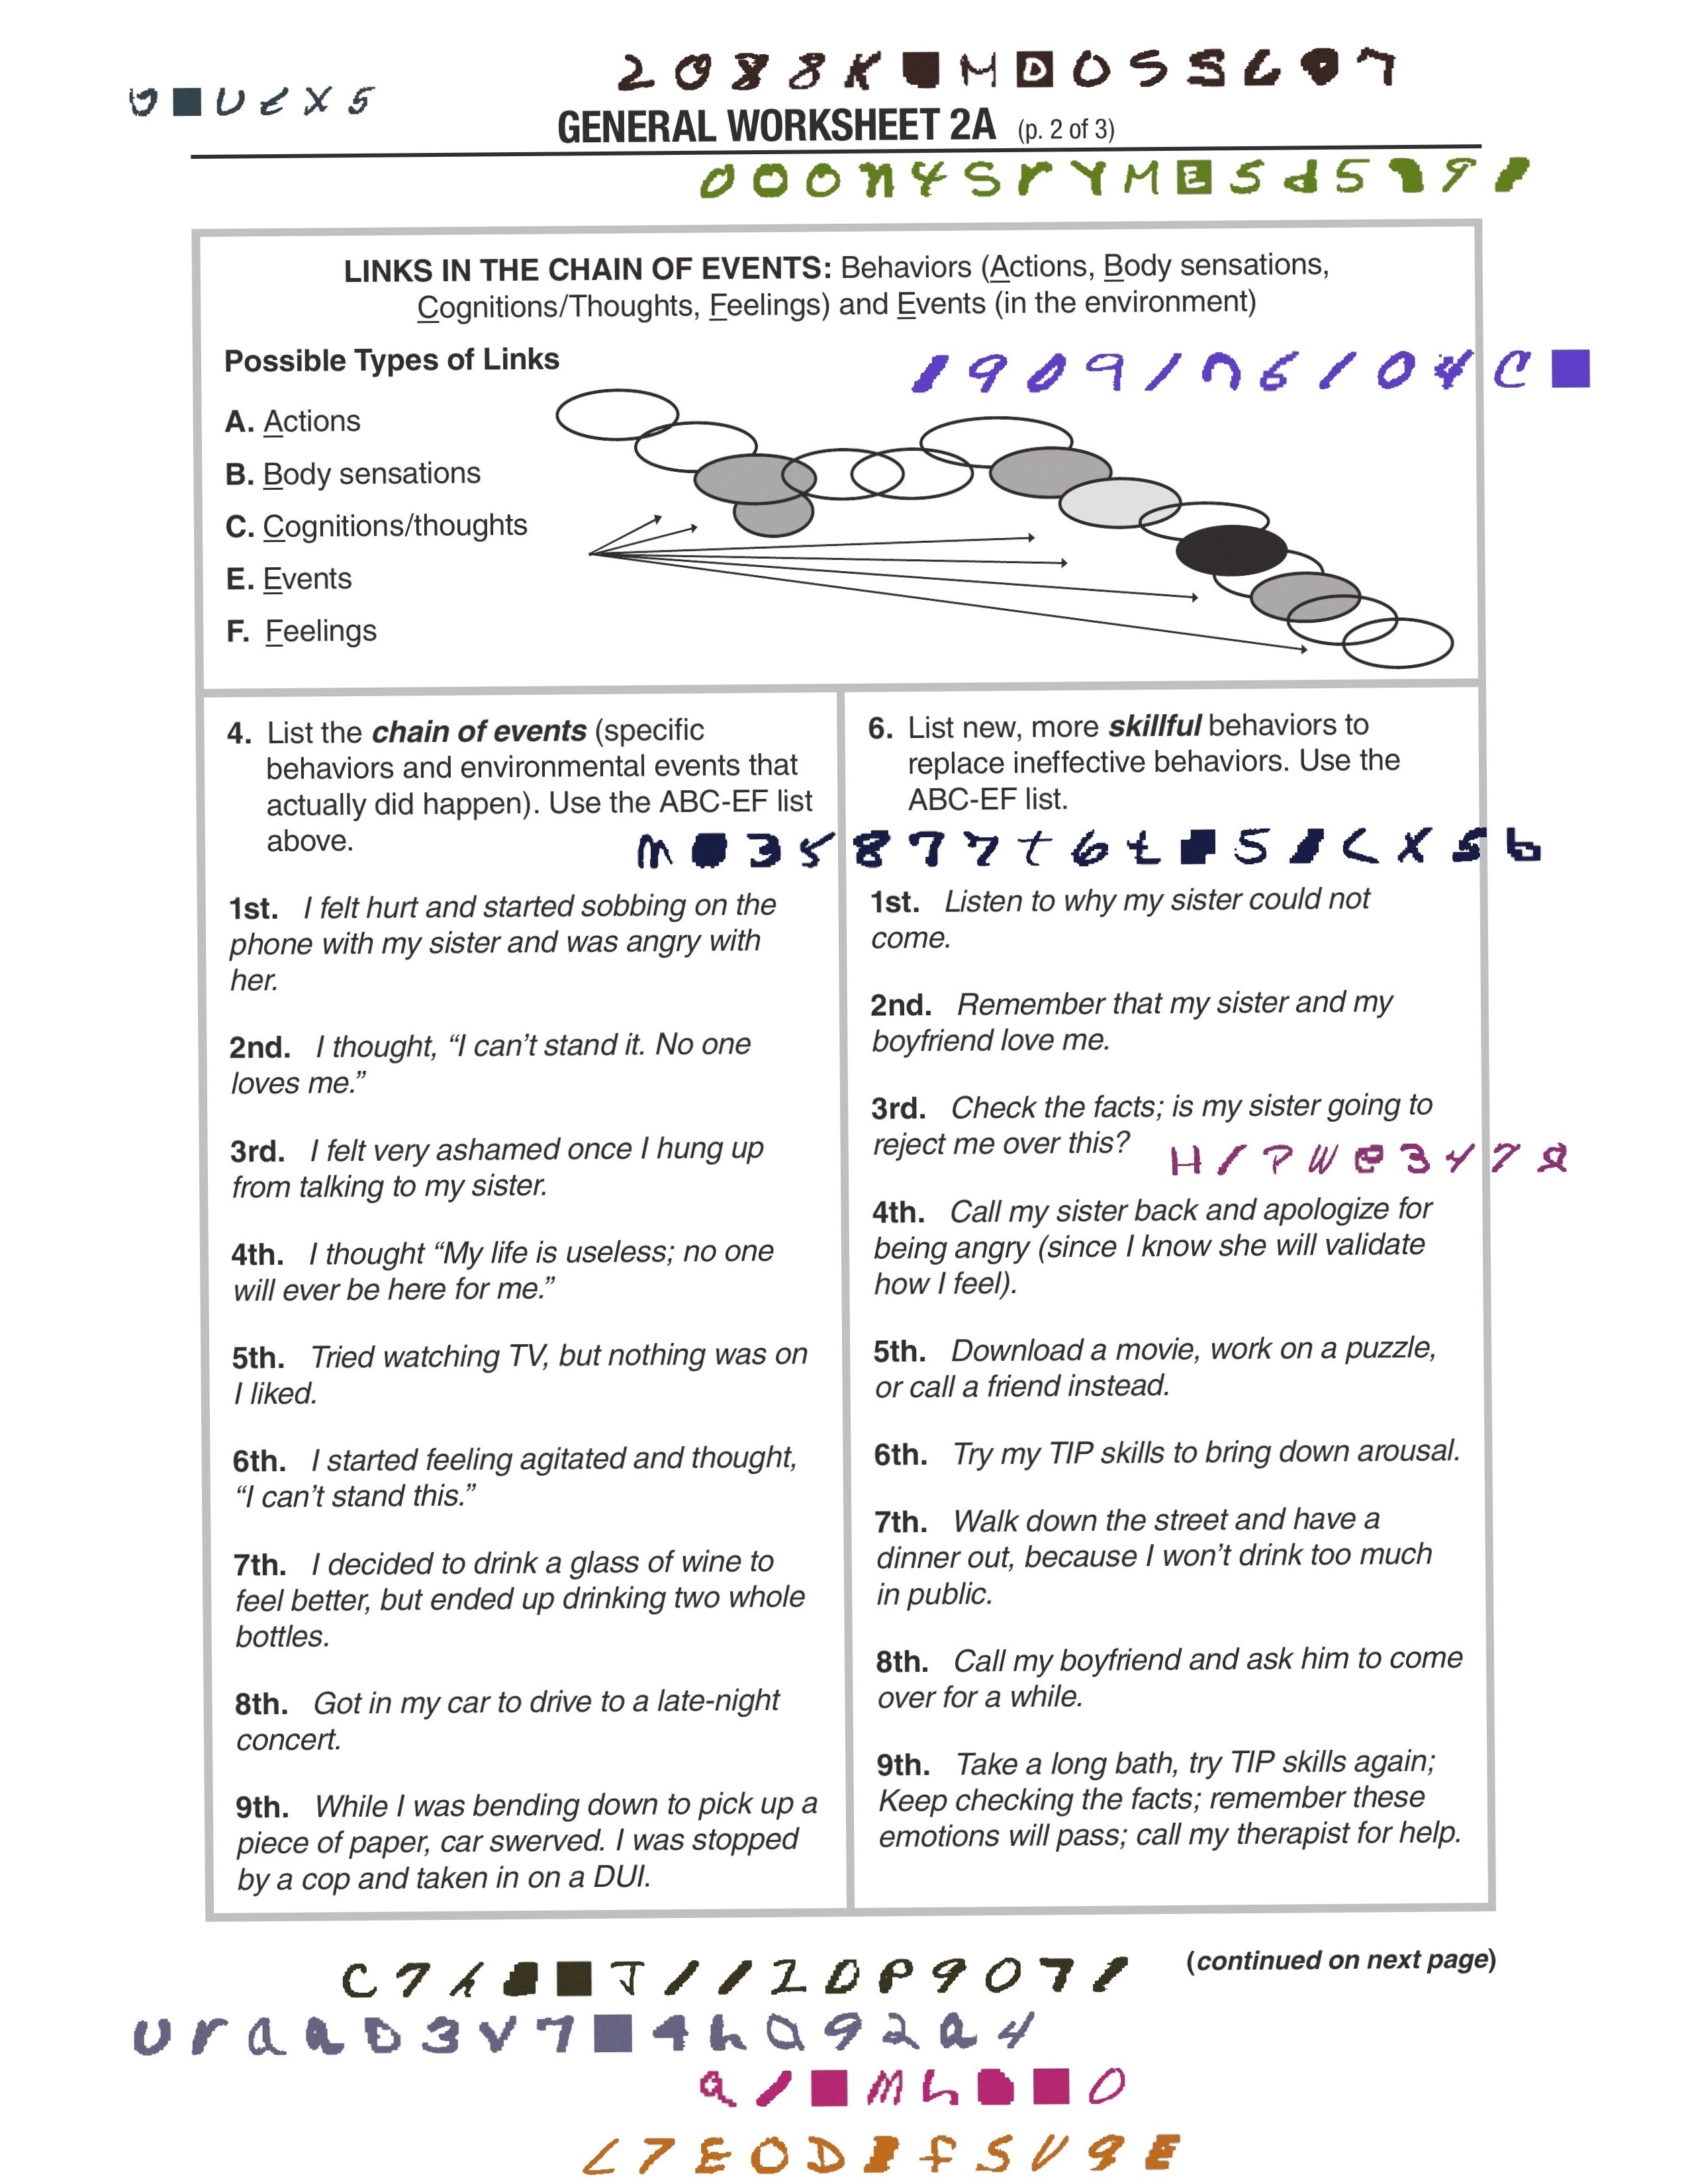 GENERAL WORKSHEET 2A (p. 2 of 3)
LINKS IN THE CHAIN OF EVENTS: Behaviors (Actions, Body sensations,
Cognitions/Thoughts, Feelings) and Events (in the environment)
Possible Types of Links
A. Actions
B. Body sensations
C. Cognitions/thoughts
E. Events
F. Feelings
4. List the chain of events (specific
behaviors and environmental events that
actually did happen). Use the ABC-EF list
above.
1st. I felt hurt and started sobbing on the
phone with my sister and was angry with
her.
2nd. I thought, “I can’t stand it. No one
loves me.”
3rd. I felt very ashamed once I hung up
from talking to my sister.
4th. I thought “My life is useless; no one
will ever be here for me.”
5th. Tried watching TV, but nothing was on
I liked.
6th. I started feeling agitated and thought,
“I can’t stand this.”
7th. I decided to drink a glass of wine to
feel better, but ended up drinking two whole
bottles.
8th. Got in my car to drive to a late-night
concert.
9th. While I was bending down to pick up a
piece of paper, car swerved. I was stopped
by a cop and taken in on a DUI.
6. List new, more skillful behaviors to
replace ineffective behaviors. Use the
ABC-EF list.
1st. Listen to why my sister could not
come.
2nd. Remember that my sister and my
boyfriend love me.
3rd. Check the facts; is my sister going to
reject me over this?
4th. Call my sister back and apologize for
being angry (since I know she will validate
how I feel).
5th. Download a movie, work on a puzzle,
or call a friend instead.
6th. Try my TIP skills to bring down arousal.
7th. Walk down the street and have a
dinner out, because I won’t drink too much
in public.
8th. Call my boyfriend and ask him to come
over for a while.
9th. Take a long bath, try TIP skills again;
Keep checking the facts; remember these
emotions will pass; call my therapist for help.
(continued on next page)